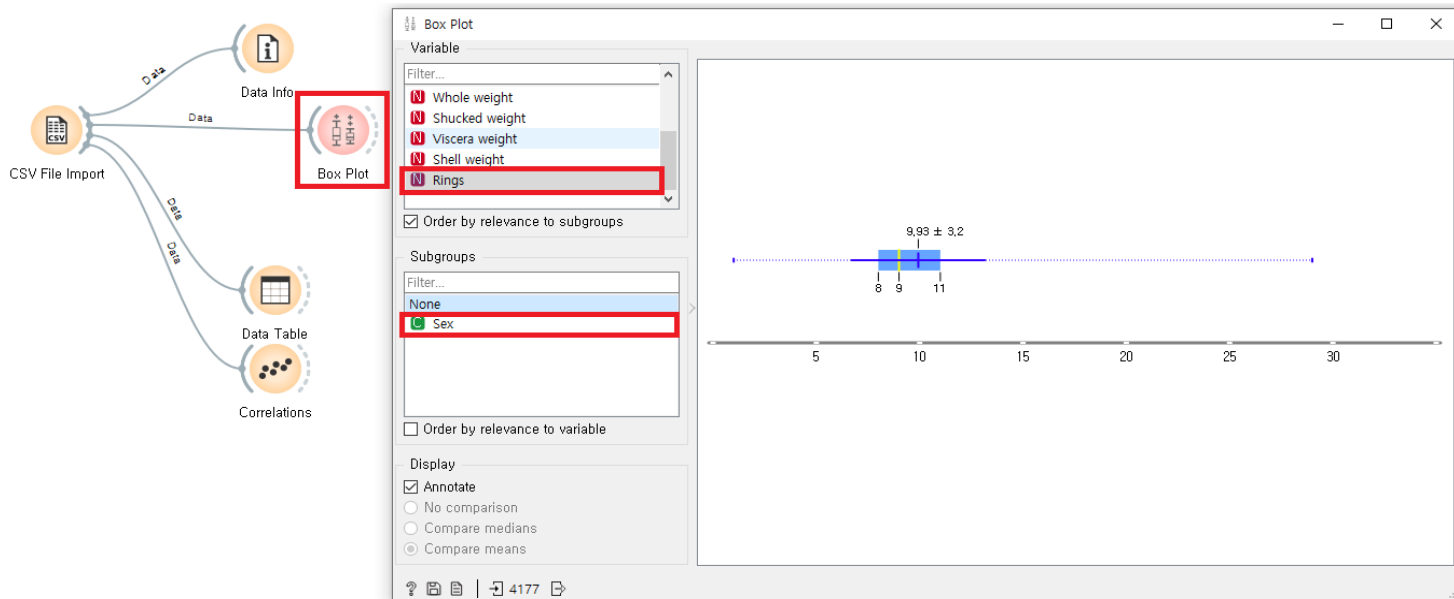 Data
Data Info
Data
CSV
CSV File Import
Box Plot
Data
Data
Data Table
Correlations
Box Plot
Variable
Filter...
N Whole weight
N Shucked weight
N Viscera weight
N Shell weight
N Rings
Order by relevance to subgroups
Subgroups
Filter...
None
C Sex
Order by relevance to variable
Display
Annotate
No comparison
Compare medians
Compare means
? 4177
9,93 ± 3,2
8 9 11
5 10 15 20 25 30